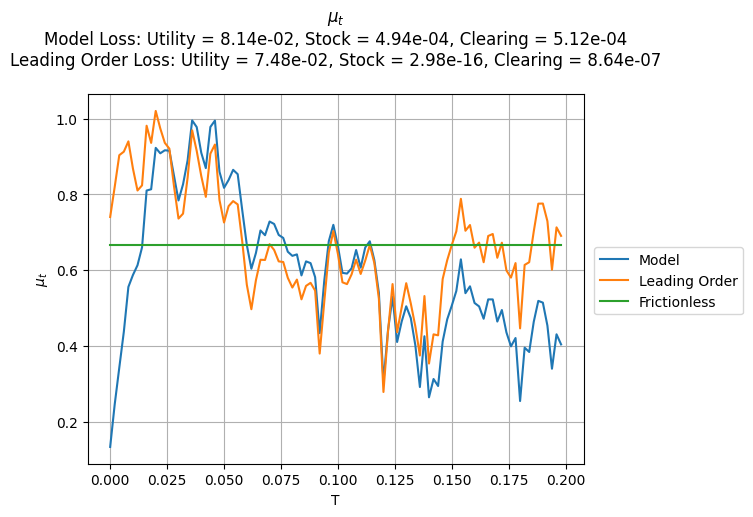 μₜ
Model Loss: Utility = 8.14e-02, Stock = 4.94e-04, Clearing = 5.12e-04
Leading Order Loss: Utility = 7.48e-02, Stock = 2.98e-16, Clearing = 8.64e-07
1.0
0.8
0.6
0.4
0.2
μₜ
0.000
0.025
0.050
0.075
0.100
0.125
0.150
0.175
0.200
T
Model
Leading Order
Frictionless